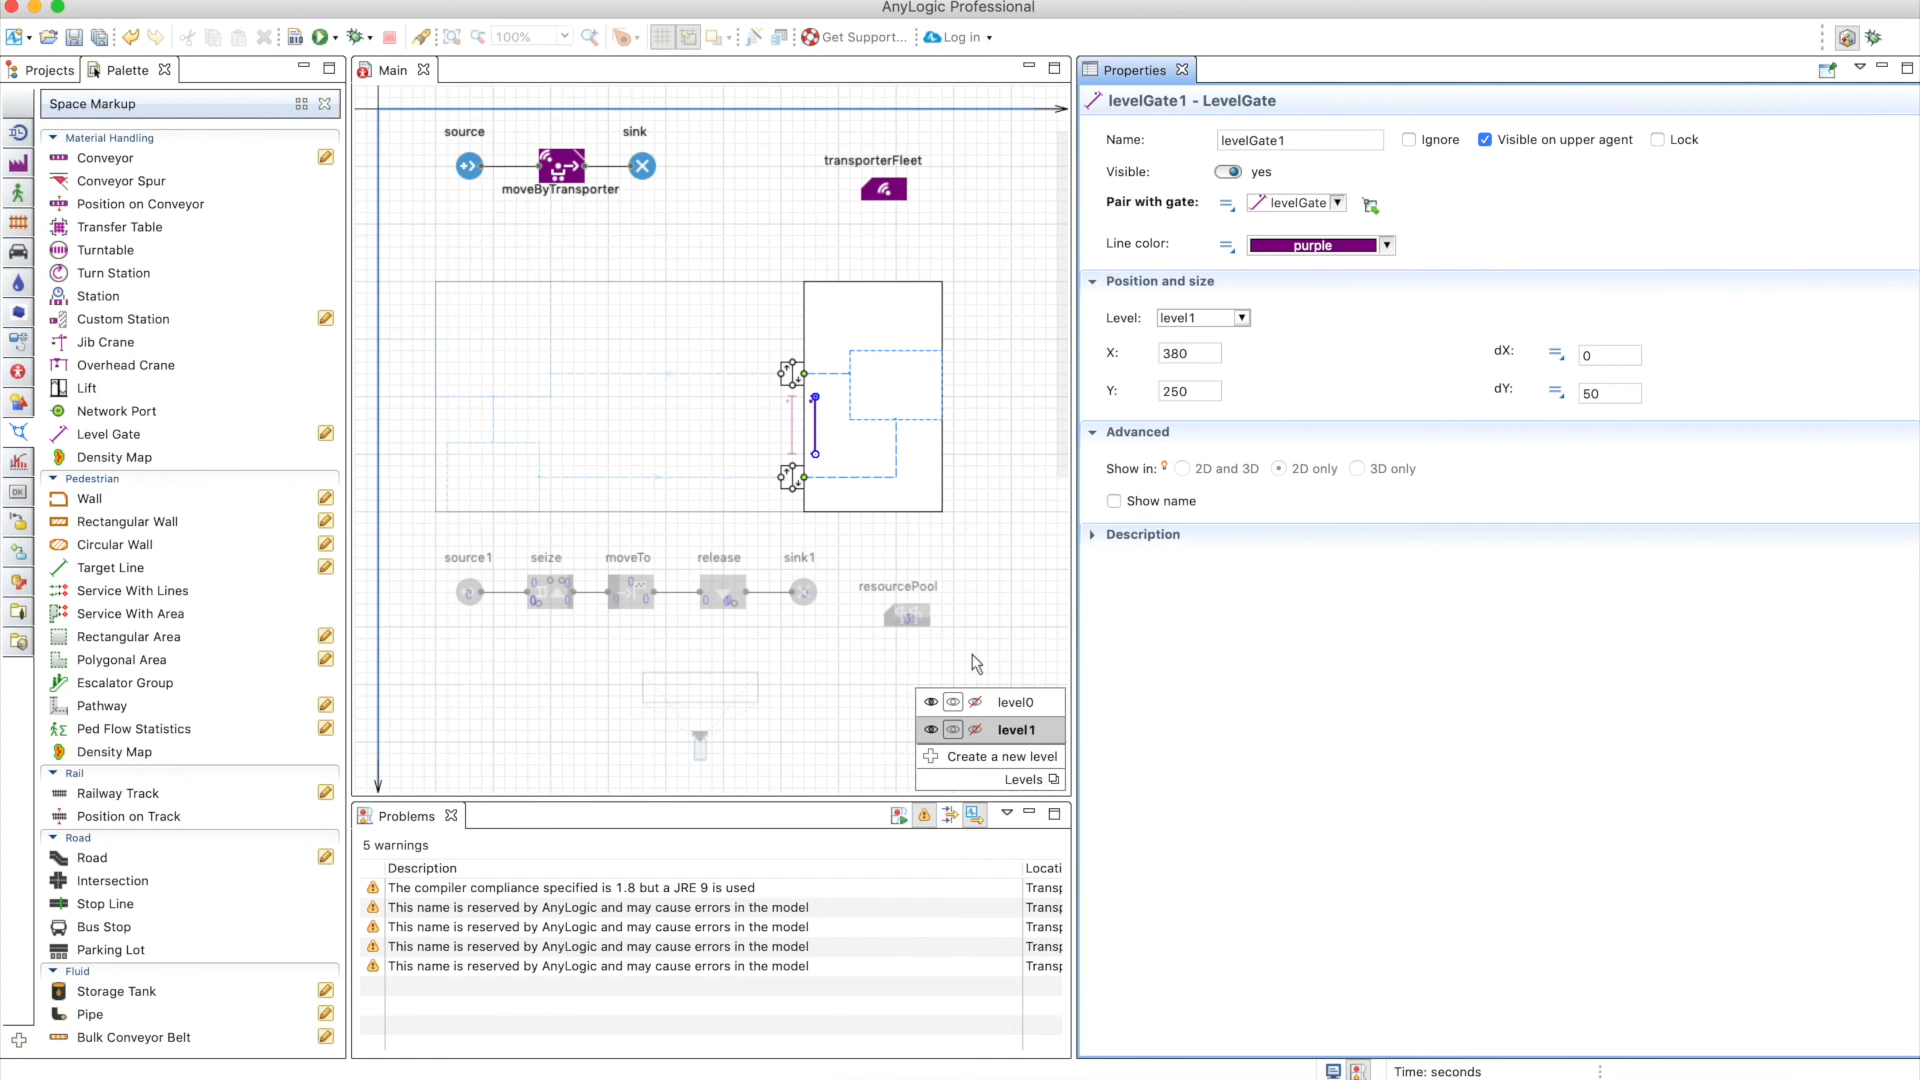 AnyLogic Professional
100%
Get Support...
Log in
Projects
Palette
Main
Properties
Space Markup
Material Handling
Conveyor
Conveyor Spur
Position on Conveyor
Transfer Table
Turntable
Turn Station
Station
Custom Station
Jib Crane
Overhead Crane
Lift
Network Port
Level Gate
Density Map
Pedestrian
Wall
Rectangular Wall
Circular Wall
Target Line
Service With Lines
Service With Area
Rectangular Area
Polygonal Area
Escalator Group
Pathway
Ped Flow Statistics
Density Map
Rail
Railway Track
Position on Track
Road
Road
Intersection
Stop Line
Bus Stop
Parking Lot
Fluid
Storage Tank
Pipe
Bulk Conveyor Belt
source
sink
moveByTransporter
transporterFleet
source1
seize
moveTo
release
sink1
resourcePool
level0
level1
Create a new level
Levels
Problems
5 warnings
Description
Locati
The compiler compliance specified is 1.8 but a JRE 9 is used
Transp
This name is reserved by AnyLogic and may cause errors in the model
Transp
This name is reserved by AnyLogic and may cause errors in the model
Transp
This name is reserved by AnyLogic and may cause errors in the model
Transp
This name is reserved by AnyLogic and may cause errors in the model
Transp
levelGate1 - LevelGate
Name:
levelGate1
Ignore
Visible on upper agent
Lock
Visible:
yes
Pair with gate:
levelGate
Line color:
purple
Position and size
Level:
level1
X:
380
dX:
0
Y:
250
dY:
50
Advanced
Show in:
2D and 3D
2D only
3D only
Show name
Description
Time: seconds